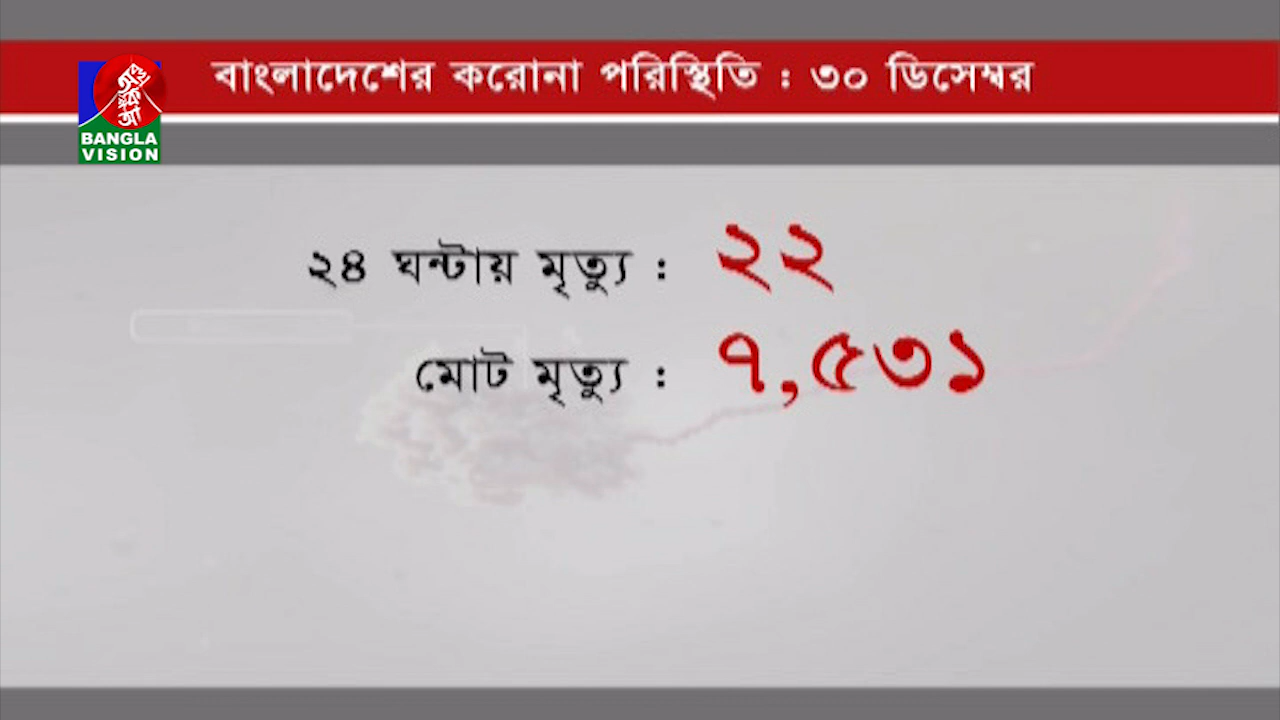 বাংলাদেশের করোনা পরিস্থিতি : ৩০ ডিসেম্বর
BANGLA
VISION
২৪ ঘন্টায় মৃত্যু : ২২
মোট মৃত্যু : ৭,৫৩১